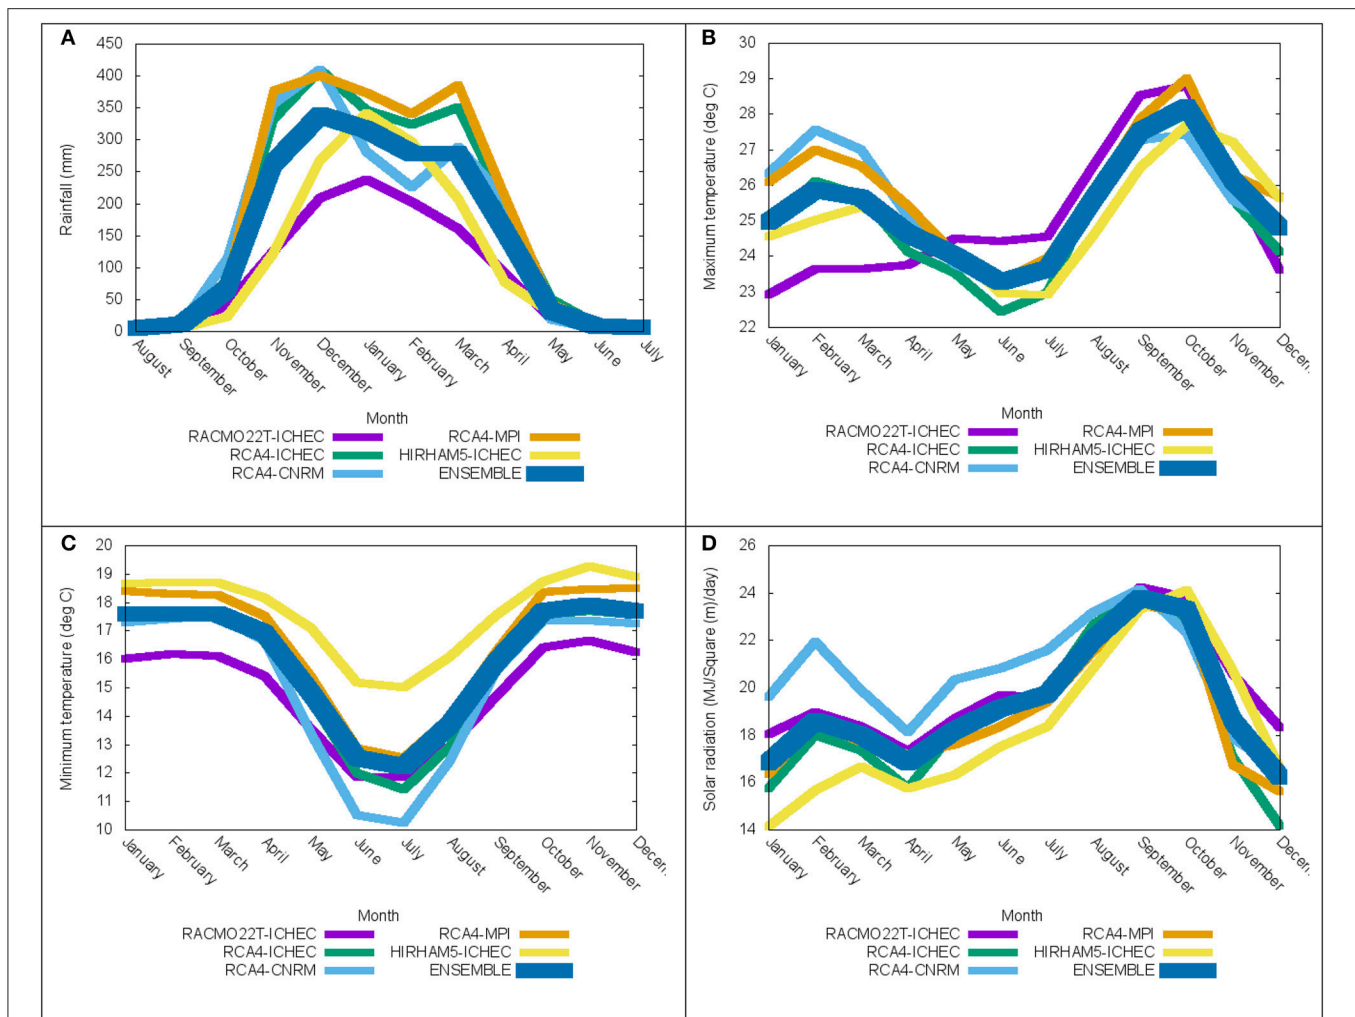 A
Rainfall (mm)
450
400
350
300
250
200
150
100
50
0
August
September
October
November
December
January
February
March
April
May
June
July
Month
RACMO22T-ICHEC
RCA4-ICHEC
RCA4-CNRM
RCA4-MPI
HIRHAM5-ICHEC
ENSEMBLE
B
Maximum temperature (deg C)
30
29
28
27
26
25
24
23
22
January
February
March
April
May
June
July
August
September
October
November
Decem
Month
RACMO22T-ICHEC
RCA4-ICHEC
RCA4-CNRM
RCA4-MPI
HIRHAM5-ICHEC
ENSEMBLE
C
Minimum temperature (deg C)
20
19
18
17
16
15
14
13
12
11
10
January
February
March
April
May
June
July
August
September
October
November
Decem
Month
RACMO22T-ICHEC
RCA4-ICHEC
RCA4-CNRM
RCA4-MPI
HIRHAM5-ICHEC
ENSEMBLE
D
Solar radiation (MJ/Square (m)/day)
26
24
22
20
18
16
14
January
February
March
April
May
June
July
August
September
October
November
Decem
Month
RACMO22T-ICHEC
RCA4-ICHEC
RCA4-CNRM
RCA4-MPI
HIRHAM5-ICHEC
ENSEMBLE